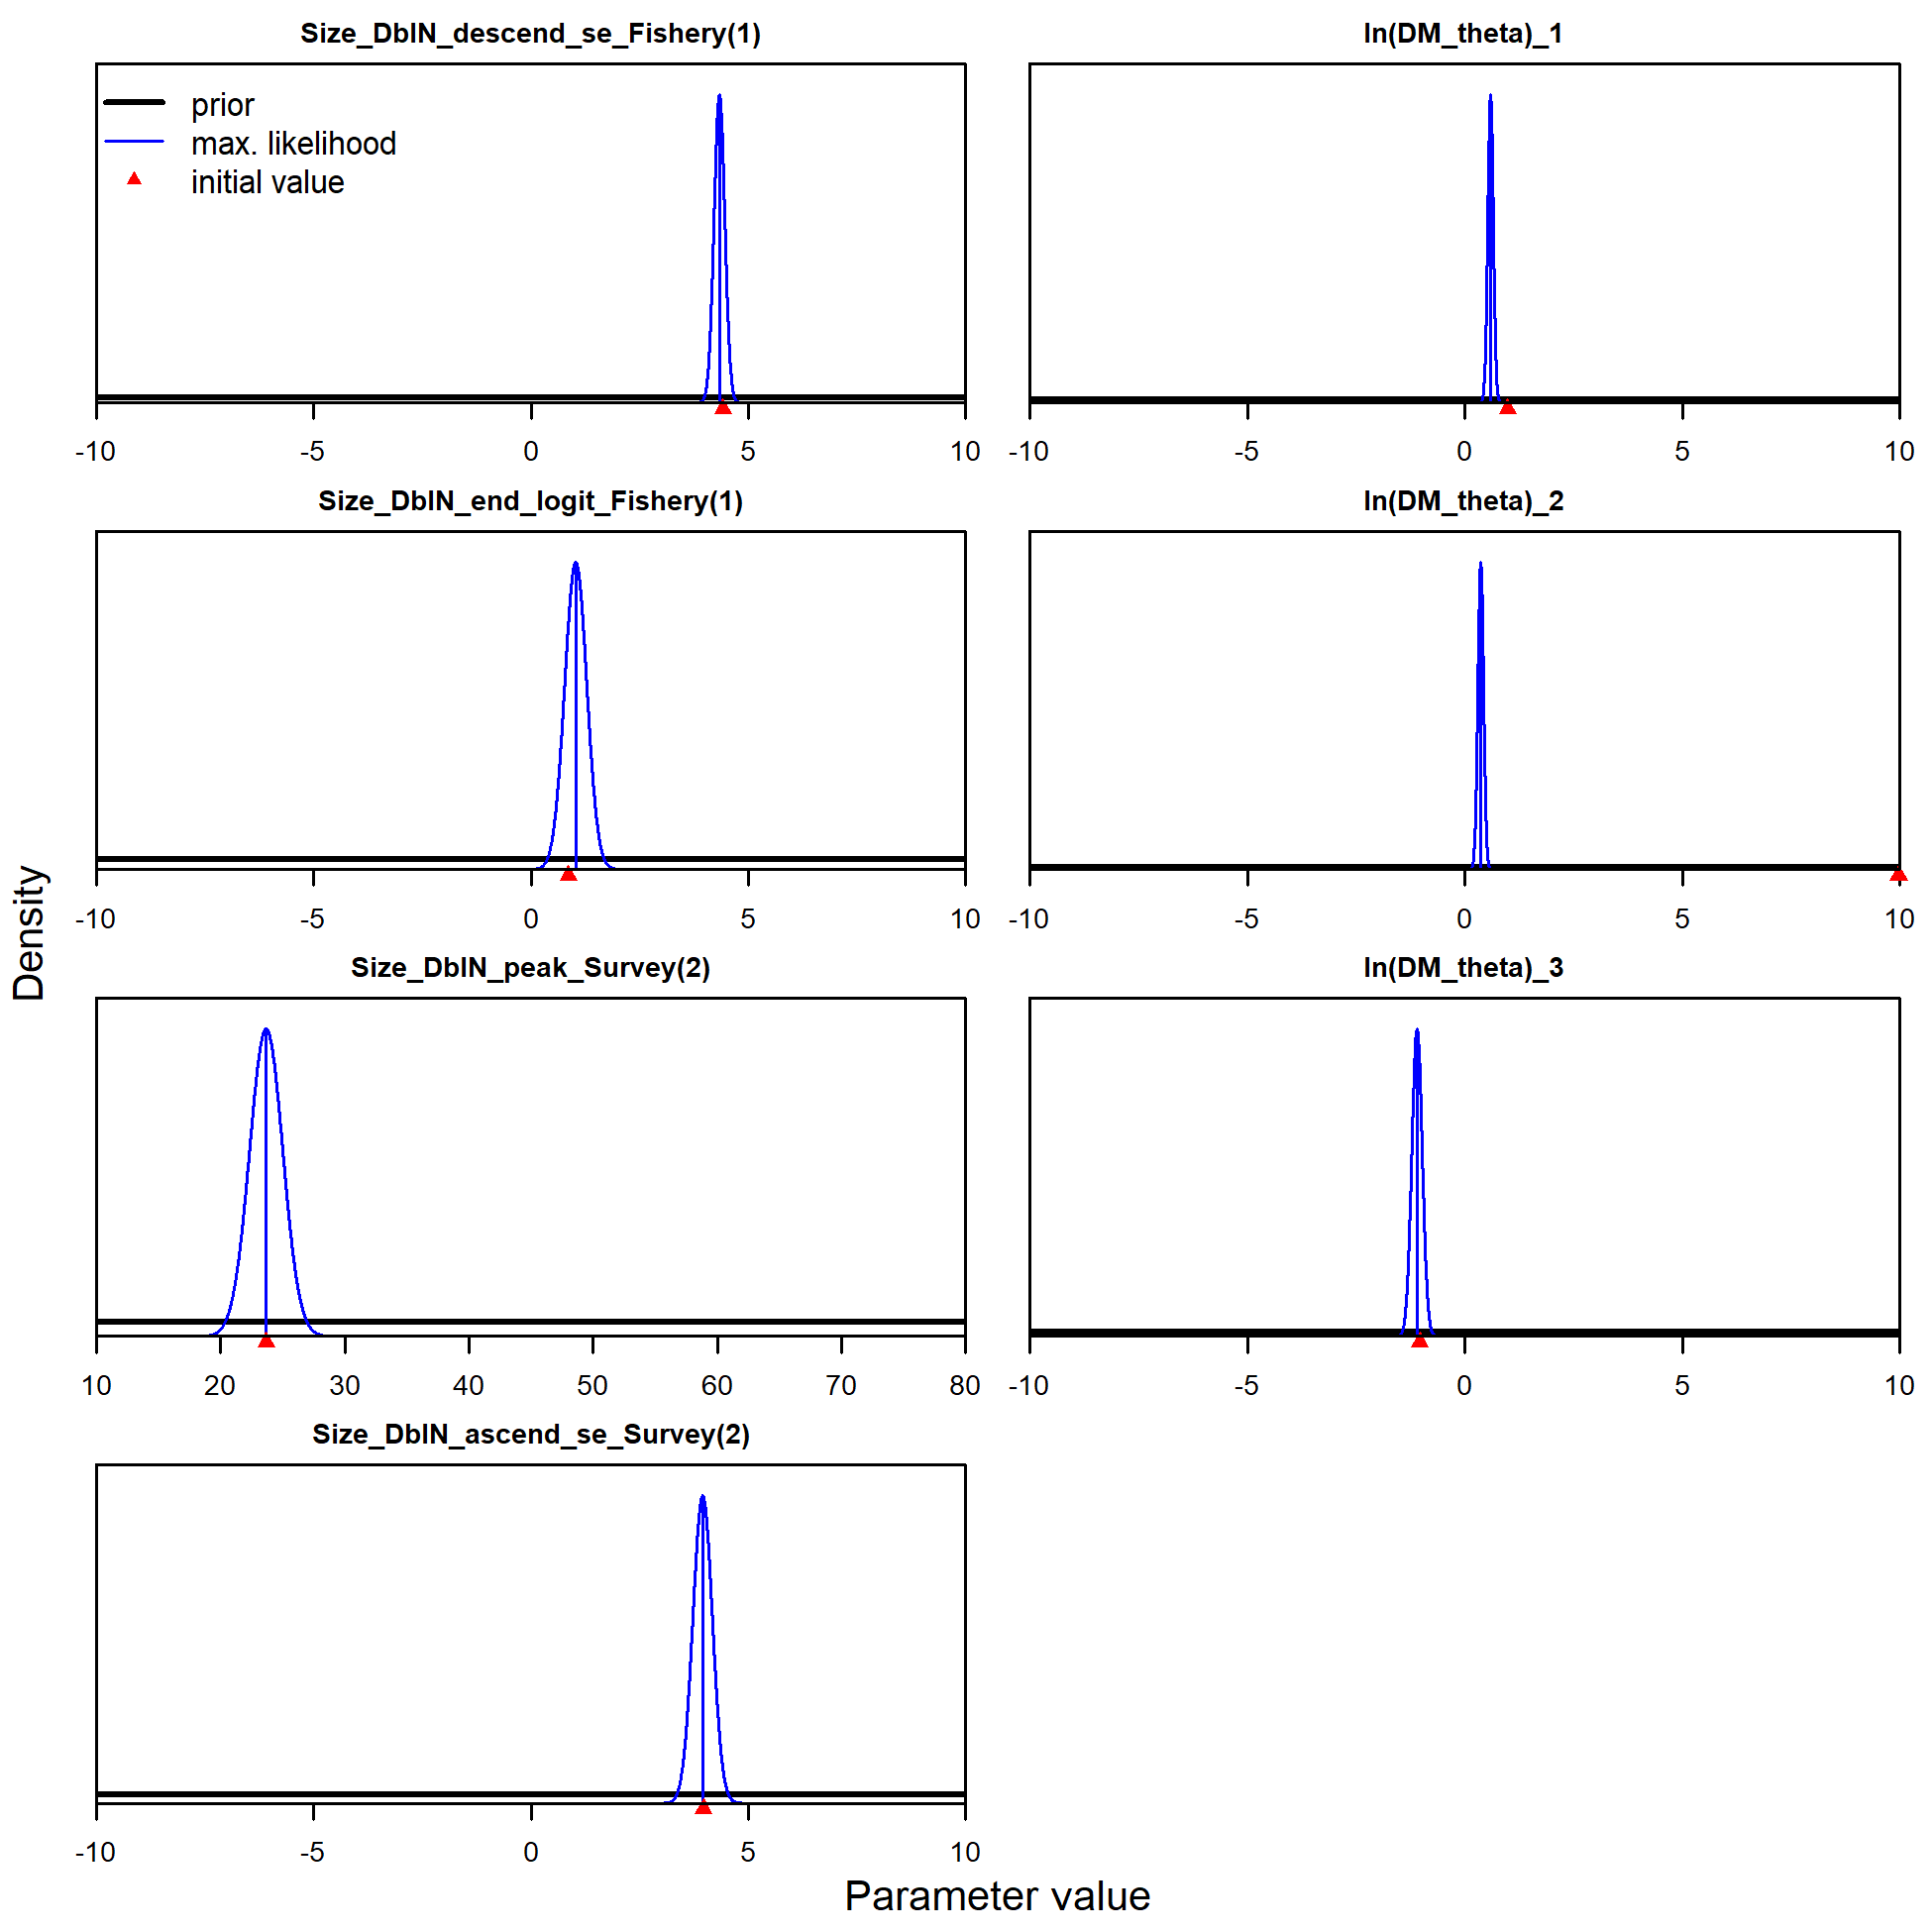 Size_DblN_descend_se_Fishery(1)
prior
max. likelihood
initial value
-10 -5 0 5 10
ln(DM_theta)_1
-10 -5 0 5 10
Size_DblN_end_logit_Fishery(1)
-10 -5 0 5 10
ln(DM_theta)_2
-10 -5 0 5 10
Size_DblN_peak_Survey(2)
10 20 30 40 50 60 70 80
ln(DM_theta)_3
-10 -5 0 5 10
Size_DblN_ascend_se_Survey(2)
-10 -5 0 5 10
Density
Parameter value